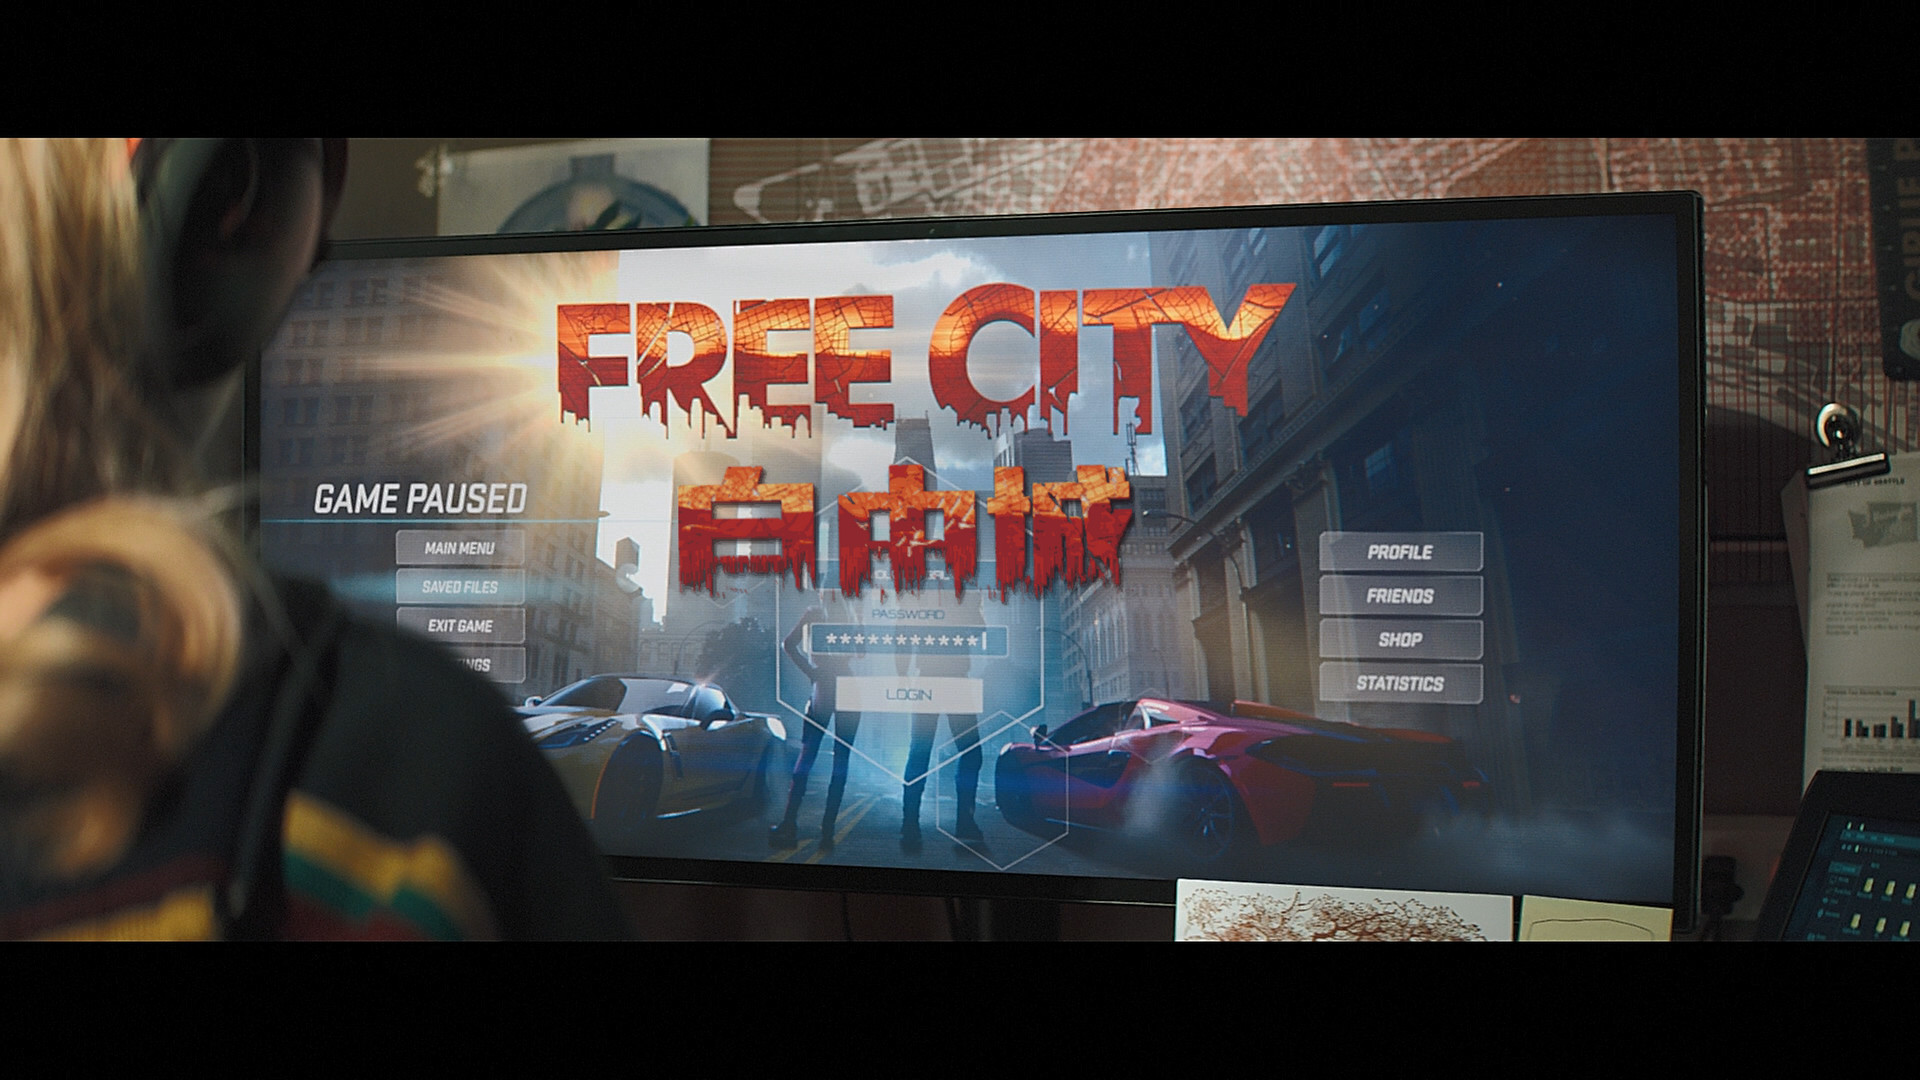 FREE CITY
自由城
GAME PAUSED
MAIN MENU
SAVED FILES
EXIT GAME
PASSWORD
***********
LOGIN
PROFILE
FRIENDS
SHOP
STATISTICS